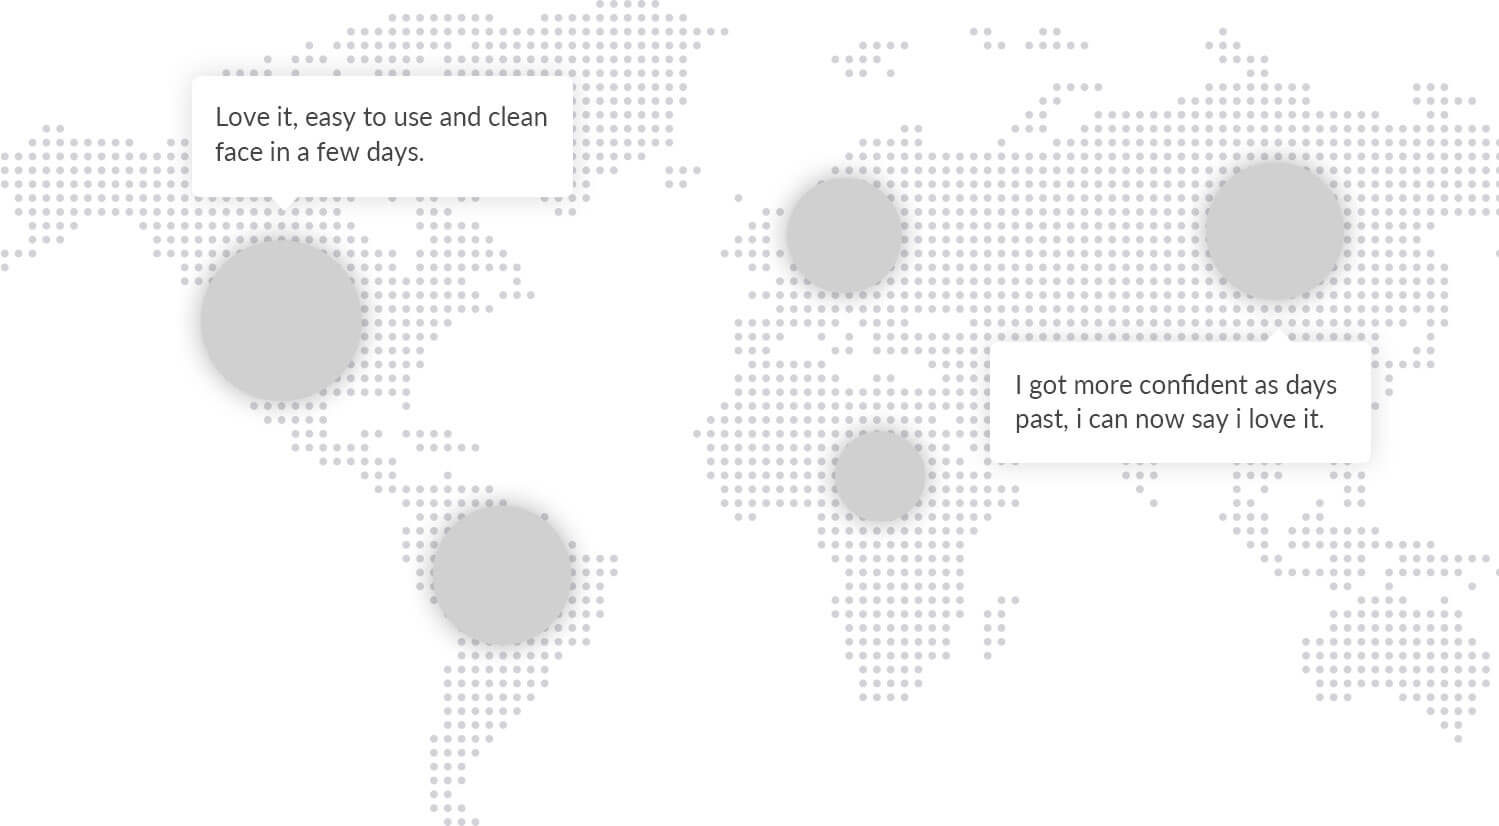 Love it, easy to use and clean
face in a few days.
I got more confident as days
past, i can now say i love it.